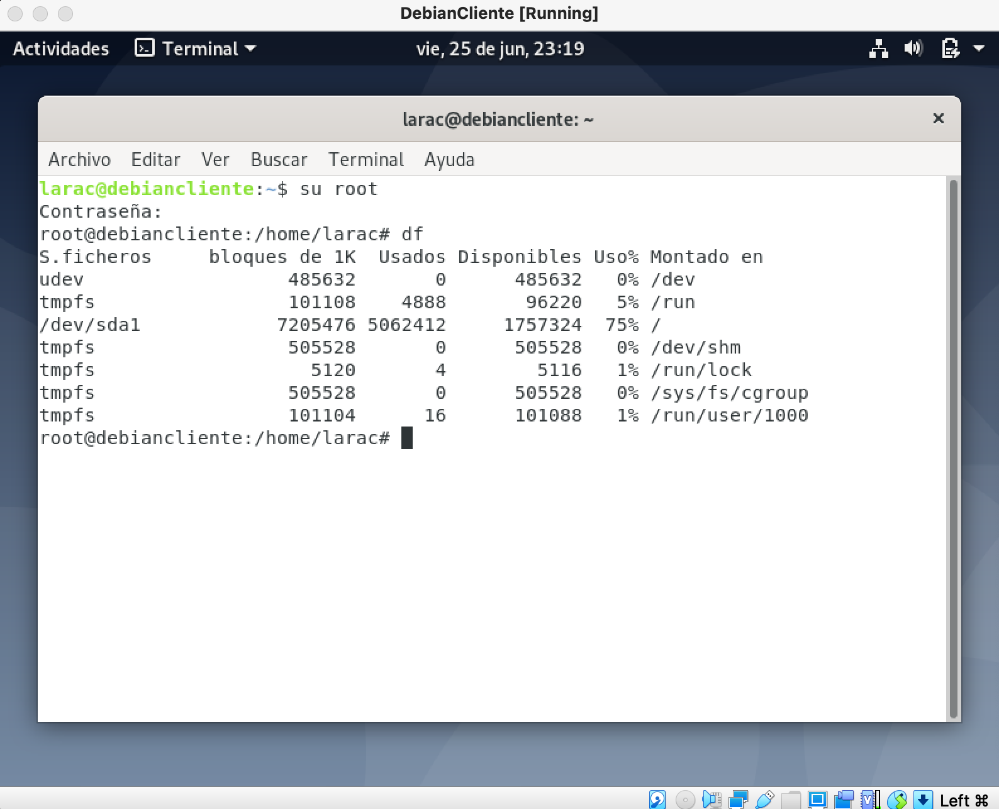 DebianCliente [Running]
Actividades Terminal vie, 25 de jun, 23:19
larac@debiancliente: ~ ×
Archivo Editar Ver Buscar Terminal Ayuda
larac@debiancliente:~$ su root
Contraseña:
root@debiancliente:/home/larac# df
S.ficheros     bloques de 1K  Usados Disponibles Uso% Montado en
udev                  485632       0      485632   0% /dev
tmpfs                 101108    4888       96220   5% /run
/dev/sda1            7205476 5062412     1757324  75% /
tmpfs                 505528       0      505528   0% /dev/shm
tmpfs                   5120       4        5116   1% /run/lock
tmpfs                 505528       0      505528   0% /sys/fs/cgroup
tmpfs                 101104      16      101088   1% /run/user/1000
root@debiancliente:/home/larac#
Left ⌘